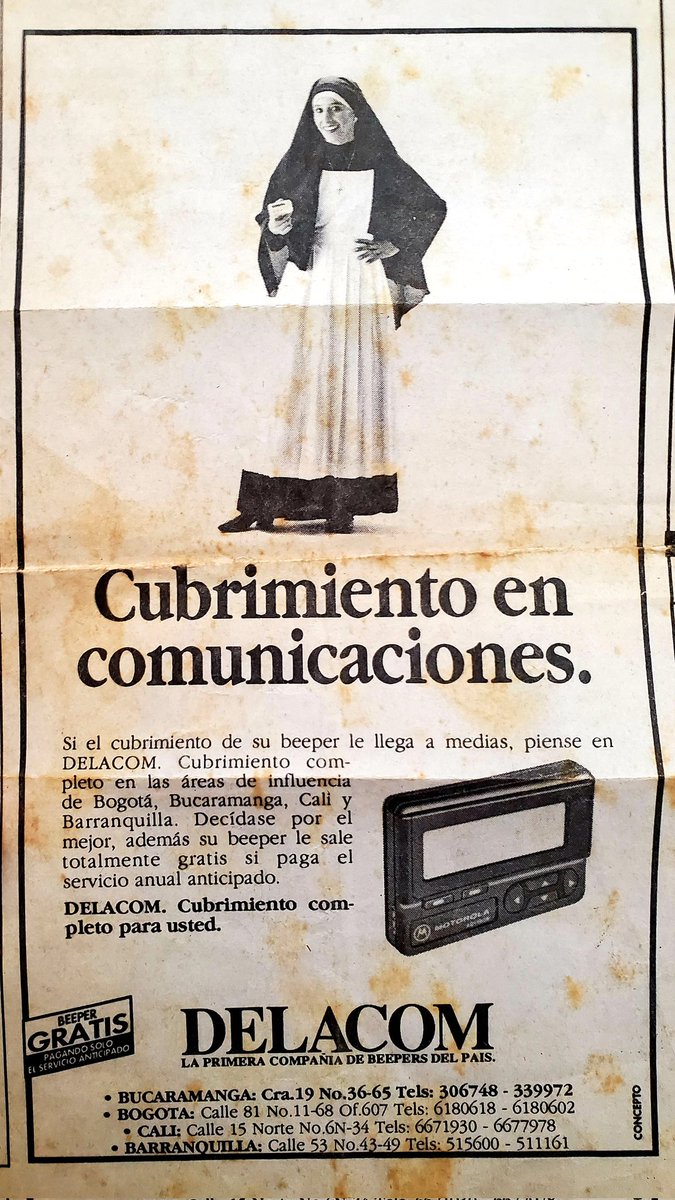 Cubrimiento en
comunicaciones.
Si el cubrimiento de su beeper le llega a medias, piense en
DELACOM. Cubrimiento com-
pleto en las áreas de influencia
de Bogotá, Bucaramanga, Cali y
Barranquilla. Decídase por el
mejor, además su beeper le sale
totalmente gratis si paga el
servicio anual anticipado.
DELACOM. Cubrimiento com-
pleto para usted.
MOTOROLA
BEEPER
GRATIS
PAGANDO SOLO
EL SERVICIO ANTICIPADO
DELACOM
LA PRIMERA COMPAÑIA DE BEEPERS DEL PAIS.
• BUCARAMANGA: Cra.19 No.36-65 Tels: 306748 - 339972
• BOGOTA: Calle 81 No.11-68 Of.607 Tels: 6180618 - 6180602
• CALI: Calle 15 Norte No.6N-34 Tels: 6671930 - 6677978
• BARRANQUILLA: Calle 53 No.43-49 Tels: 515600 - 511161
CONCEPTO